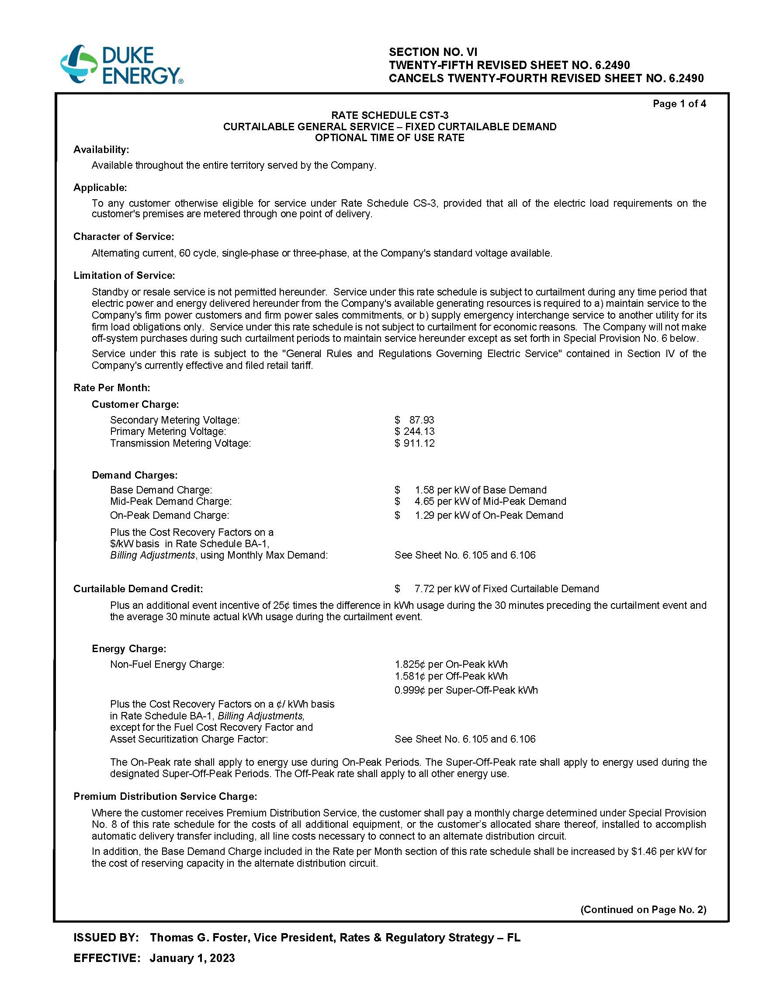 DUKE
ENERGY®
SECTION NO. VI
TWENTY-FIFTH REVISED SHEET NO. 6.2490
CANCELS TWENTY-FOURTH REVISED SHEET NO. 6.2490
Page 1 of 4
RATE SCHEDULE CST-3
CURTAILABLE GENERAL SERVICE – FIXED CURTAILABLE DEMAND
OPTIONAL TIME OF USE RATE
Availability:
Available throughout the entire territory served by the Company.
Applicable:
To any customer otherwise eligible for service under Rate Schedule CS-3, provided that all of the electric load requirements on the
customer's premises are metered through one point of delivery.
Character of Service:
Alternating current, 60 cycle, single-phase or three-phase, at the Company's standard voltage available.
Limitation of Service:
Standby or resale service is not permitted hereunder. Service under this rate schedule is subject to curtailment during any time period that
electric power and energy delivered hereunder from the Company's available generating resources is required to a) maintain service to the
Company's firm power customers and firm power sales commitments, or b) supply emergency interchange service to another utility for its
firm load obligations only. Service under this rate schedule is not subject to curtailment for economic reasons. The Company will not make
off-system purchases during such curtailment periods to maintain service hereunder except as set forth in Special Provision No. 6 below.
Service under this rate is subject to the "General Rules and Regulations Governing Electric Service" contained in Section IV of the
Company's currently effective and filed retail tariff.
Rate Per Month:
Customer Charge:
Secondary Metering Voltage: $ 87.93
Primary Metering Voltage: $ 244.13
Transmission Metering Voltage: $ 911.12
Demand Charges:
Base Demand Charge: $ 1.58 per kW of Base Demand
Mid-Peak Demand Charge: $ 4.65 per kW of Mid-Peak Demand
On-Peak Demand Charge: $ 1.29 per kW of On-Peak Demand
Plus the Cost Recovery Factors on a
$/kW basis in Rate Schedule BA-1,
Billing Adjustments, using Monthly Max Demand: See Sheet No. 6.105 and 6.106
Curtailable Demand Credit: $ 7.72 per kW of Fixed Curtailable Demand
Plus an additional event incentive of 25¢ times the difference in kWh usage during the 30 minutes preceding the curtailment event and
the average 30 minute actual kWh usage during the curtailment event.
Energy Charge:
Non-Fuel Energy Charge: 1.825¢ per On-Peak kWh
1.581¢ per Off-Peak kWh
0.999¢ per Super-Off-Peak kWh
Plus the Cost Recovery Factors on a ¢/ kWh basis
in Rate Schedule BA-1, Billing Adjustments,
except for the Fuel Cost Recovery Factor and
Asset Securitization Charge Factor: See Sheet No. 6.105 and 6.106
The On-Peak rate shall apply to energy use during On-Peak Periods. The Super-Off-Peak rate shall apply to energy used during the
designated Super-Off-Peak Periods. The Off-Peak rate shall apply to all other energy use.
Premium Distribution Service Charge:
Where the customer receives Premium Distribution Service, the customer shall pay a monthly charge determined under Special Provision
No. 8 of this rate schedule for the costs of all additional equipment, or the customer's allocated share thereof, installed to accomplish
automatic delivery transfer including, all line costs necessary to connect to an alternate distribution circuit.
In addition, the Base Demand Charge included in the Rate per Month section of this rate schedule shall be increased by $1.46 per kW for
the cost of reserving capacity in the alternate distribution circuit.
(Continued on Page No. 2)
ISSUED BY: Thomas G. Foster, Vice President, Rates & Regulatory Strategy – FL
EFFECTIVE: January 1, 2023